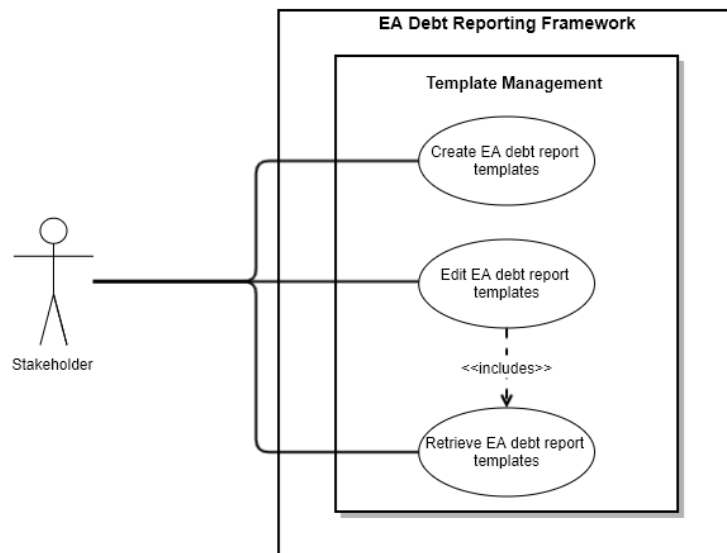 EA Debt Reporting Framework
Template Management
Create EA debt report
templates
Edit EA debt report
templates
Stakeholder
<<includes>>
Retrieve EA debt report
templates